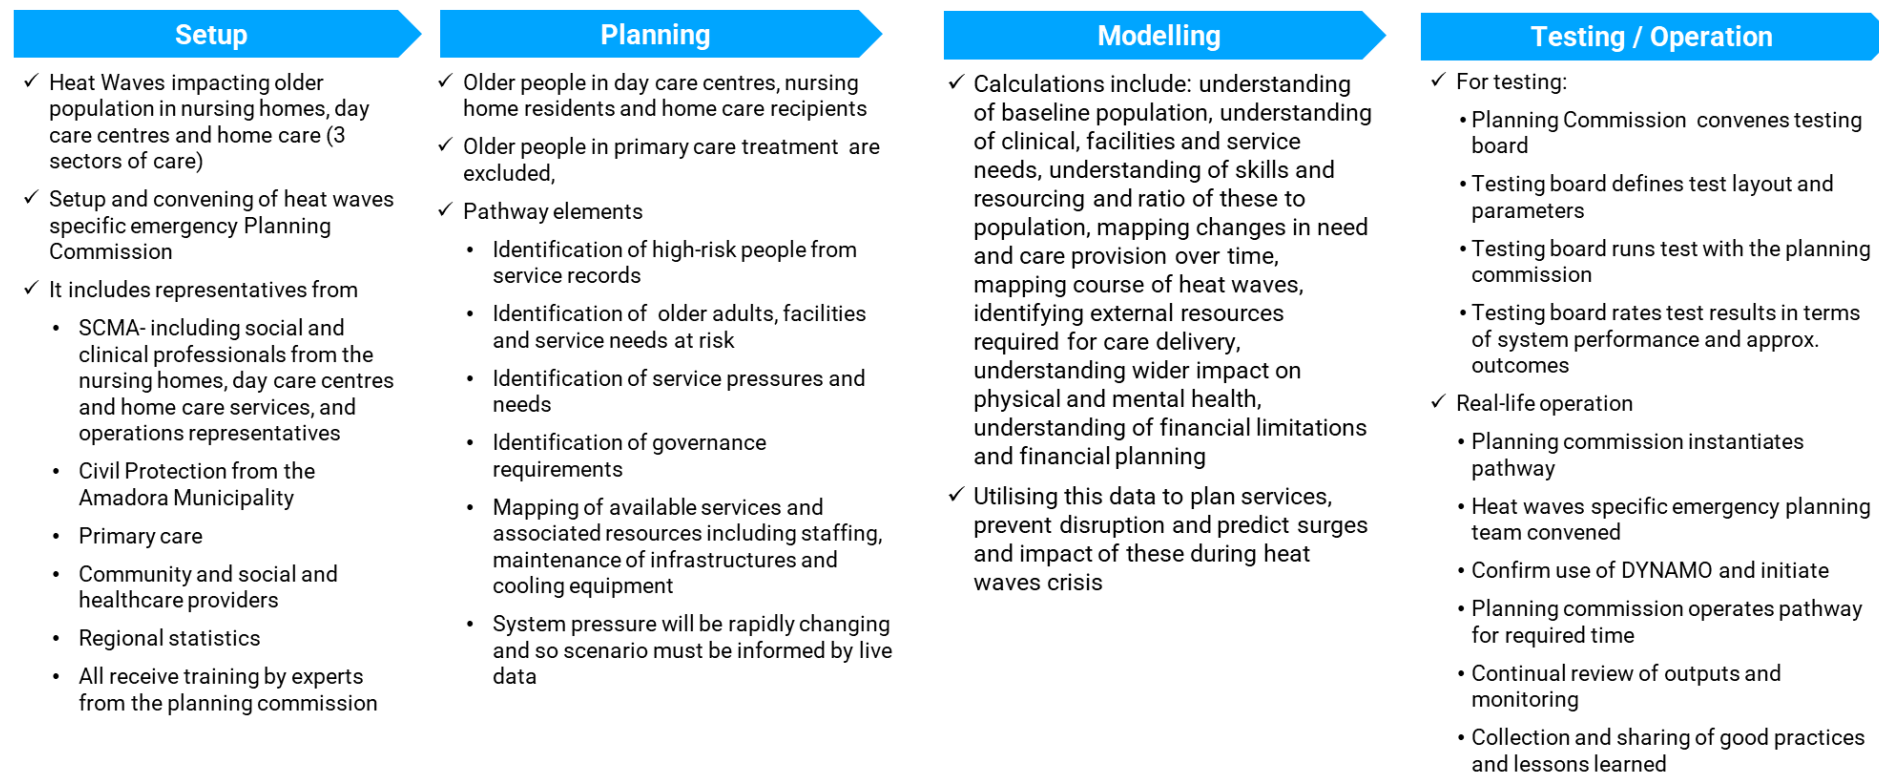 Setup
✓ Heat Waves impacting older
population in nursing homes, day
care centres and home care (3
sectors of care)
✓ Setup and convening of heat waves
specific emergency Planning
Commission
✓ It includes representatives from
• SCMA- including social and
clinical professionals from the
nursing homes, day care centres
and home care services, and
operations representatives
• Civil Protection from the
Amadora Municipality
• Primary care
• Community and social and
healthcare providers
• Regional statistics
• All receive training by experts
from the planning commission
Planning
✓ Older people in day care centres, nursing
home residents and home care recipients
✓ Older people in primary care treatment are
excluded,
✓ Pathway elements
• Identification of high-risk people from
service records
• Identification of older adults, facilities
and service needs at risk
• Identification of service pressures and
needs
• Identification of governance
requirements
• Mapping of available services and
associated resources including staffing,
maintenance of infrastructures and
cooling equipment
• System pressure will be rapidly changing
and so scenario must be informed by live
data
Modelling
✓ Calculations include: understanding
of baseline population, understanding
of clinical, facilities and service
needs, understanding of skills and
resourcing and ratio of these to
population, mapping changes in need
and care provision over time,
mapping course of heat waves,
identifying external resources
required for care delivery,
understanding wider impact on
physical and mental health,
understanding of financial limitations
and financial planning
✓ Utilising this data to plan services,
prevent disruption and predict surges
and impact of these during heat
waves crisis
Testing / Operation
✓ For testing:
• Planning Commission convenes testing
board
• Testing board defines test layout and
parameters
• Testing board runs test with the planning
commission
• Testing board rates test results in terms
of system performance and approx.
outcomes
✓ Real-life operation
• Planning commission instantiates
pathway
• Heat waves specific emergency planning
team convened
• Confirm use of DYNAMO and initiate
• Planning commission operates pathway
for required time
• Continual review of outputs and
monitoring
• Collection and sharing of good practices
and lessons learned